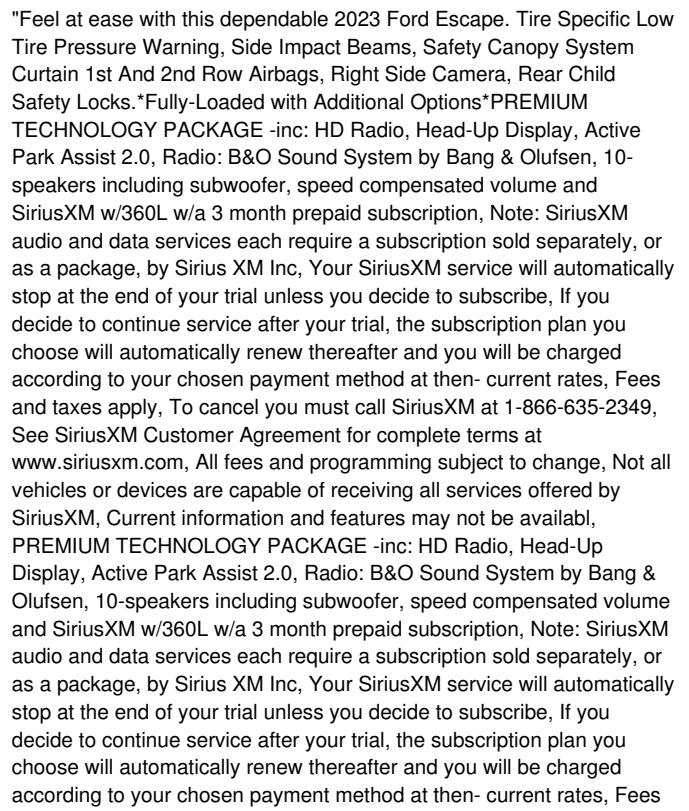 "Feel at ease with this dependable 2023 Ford Escape. Tire Specific Low
Tire Pressure Warning, Side Impact Beams, Safety Canopy System
Curtain 1st And 2nd Row Airbags, Right Side Camera, Rear Child
Safety Locks.*Fully-Loaded with Additional Options*PREMIUM
TECHNOLOGY PACKAGE -inc: HD Radio, Head-Up Display, Active
Park Assist 2.0, Radio: B&O Sound System by Bang & Olufsen, 10-
speakers including subwoofer, speed compensated volume and
SiriusXM w/360L w/a 3 month prepaid subscription, Note: SiriusXM
audio and data services each require a subscription sold separately, or
as a package, by Sirius XM Inc, Your SiriusXM service will automatically
stop at the end of your trial unless you decide to subscribe, If you
decide to continue service after your trial, the subscription plan you
choose will automatically renew thereafter and you will be charged
according to your chosen payment method at then- current rates, Fees
and taxes apply, To cancel you must call SiriusXM at 1-866-635-2349,
See SiriusXM Customer Agreement for complete terms at
www.siriusxm.com, All fees and programming subject to change, Not all
vehicles or devices are capable of receiving all services offered by
SiriusXM, Current information and features may not be availabl,
PREMIUM TECHNOLOGY PACKAGE -inc: HD Radio, Head-Up
Display, Active Park Assist 2.0, Radio: B&O Sound System by Bang &
Olufsen, 10-speakers including subwoofer, speed compensated volume
and SiriusXM w/360L w/a 3 month prepaid subscription, Note: SiriusXM
audio and data services each require a subscription sold separately, or
as a package, by Sirius XM Inc, Your SiriusXM service will automatically
stop at the end of your trial unless you decide to subscribe, If you
decide to continue service after your trial, the subscription plan you
choose will automatically renew thereafter and you will be charged
according to your chosen payment method at then- current rates, Fees